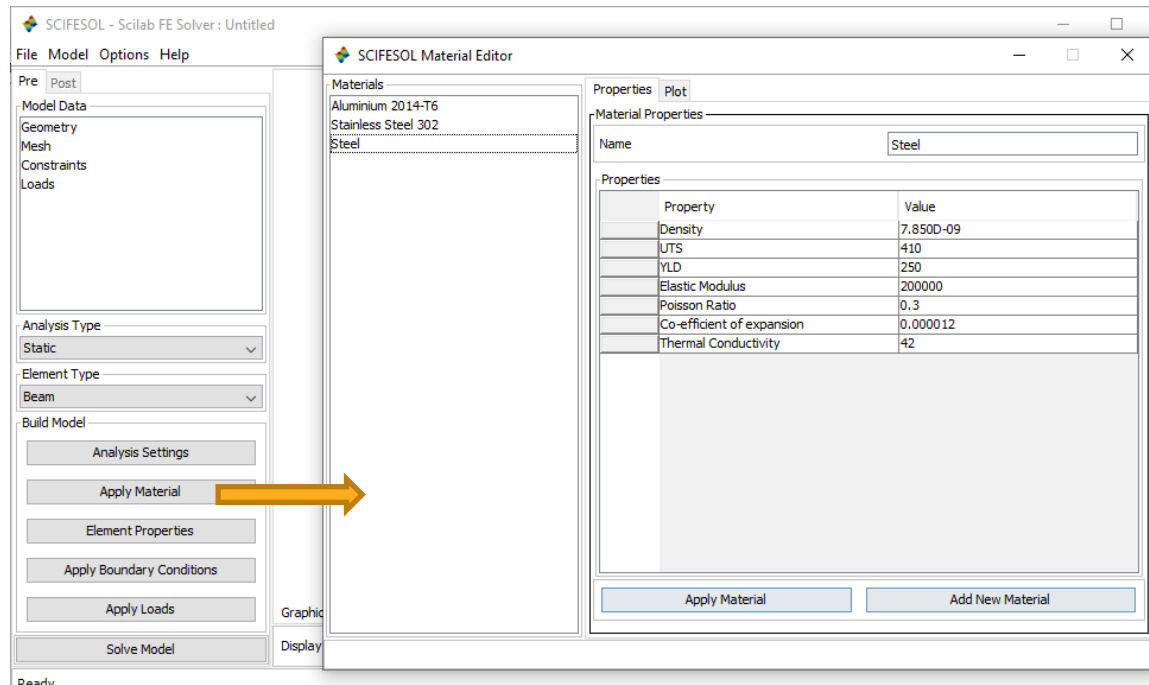 SCIFESOL - Scilab FE Solver : Untitled
File Model Options Help
Pre Post
Model Data
Geometry
Mesh
Constraints
Loads
Analysis Type
Static
Element Type
Beam
Build Model
Analysis Settings
Apply Material
Element Properties
Apply Boundary Conditions
Apply Loads
Solve Model
Ready
Graphic
Display
SCIFESOL Material Editor
Materials
Aluminium 2014-T6
Stainless Steel 302
Steel
Properties Plot
Material Properties
Name Steel
Properties
Property Value
Density 7.850D-09
UTS 410
YLD 250
Elastic Modulus 200000
Poisson Ratio 0.3
Co-efficient of expansion 0.000012
Thermal Conductivity 42
Apply Material Add New Material